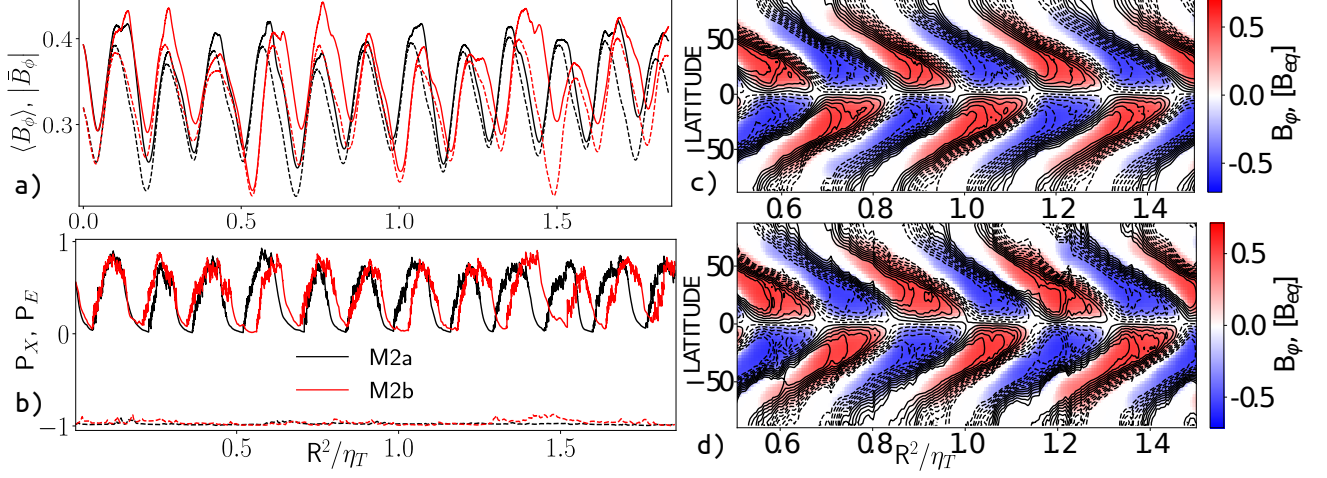 ⟨B_ϕ⟩, |B̄_ϕ|
0.4
0.3
a)
0.0 0.5 1.0 1.5
P_X, P_E
1
0
−1
M2a
M2b
b)
0.5 1.0 1.5
R²/η_T
LATITUDE
50
0
50
c)
0.6 0.8 1.0 1.2 1.4
0.5
0.0
-0.5
B_φ, [B_eq]
LATITUDE
50
0
50
d)
0.6 0.8 1.0 1.2 1.4
R²/η_T
0.5
0.0
-0.5
B_φ, [B_eq]